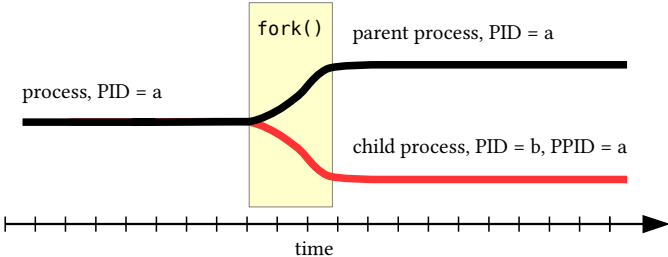 fork()
parent process, PID = a
process, PID = a
child process, PID = b, PPID = a
time